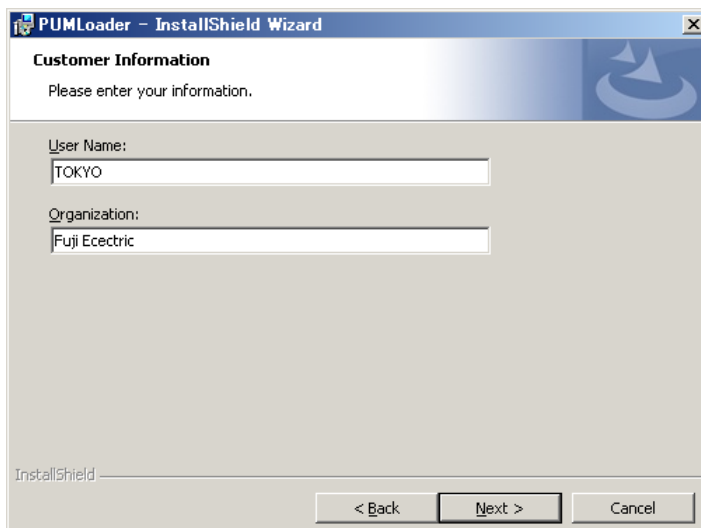 PUMLoader - InstallShield Wizard
Customer Information
Please enter your information.
User Name:
TOKYO
Organization:
Fuji Ecectric
InstallShield
< Back
Next >
Cancel